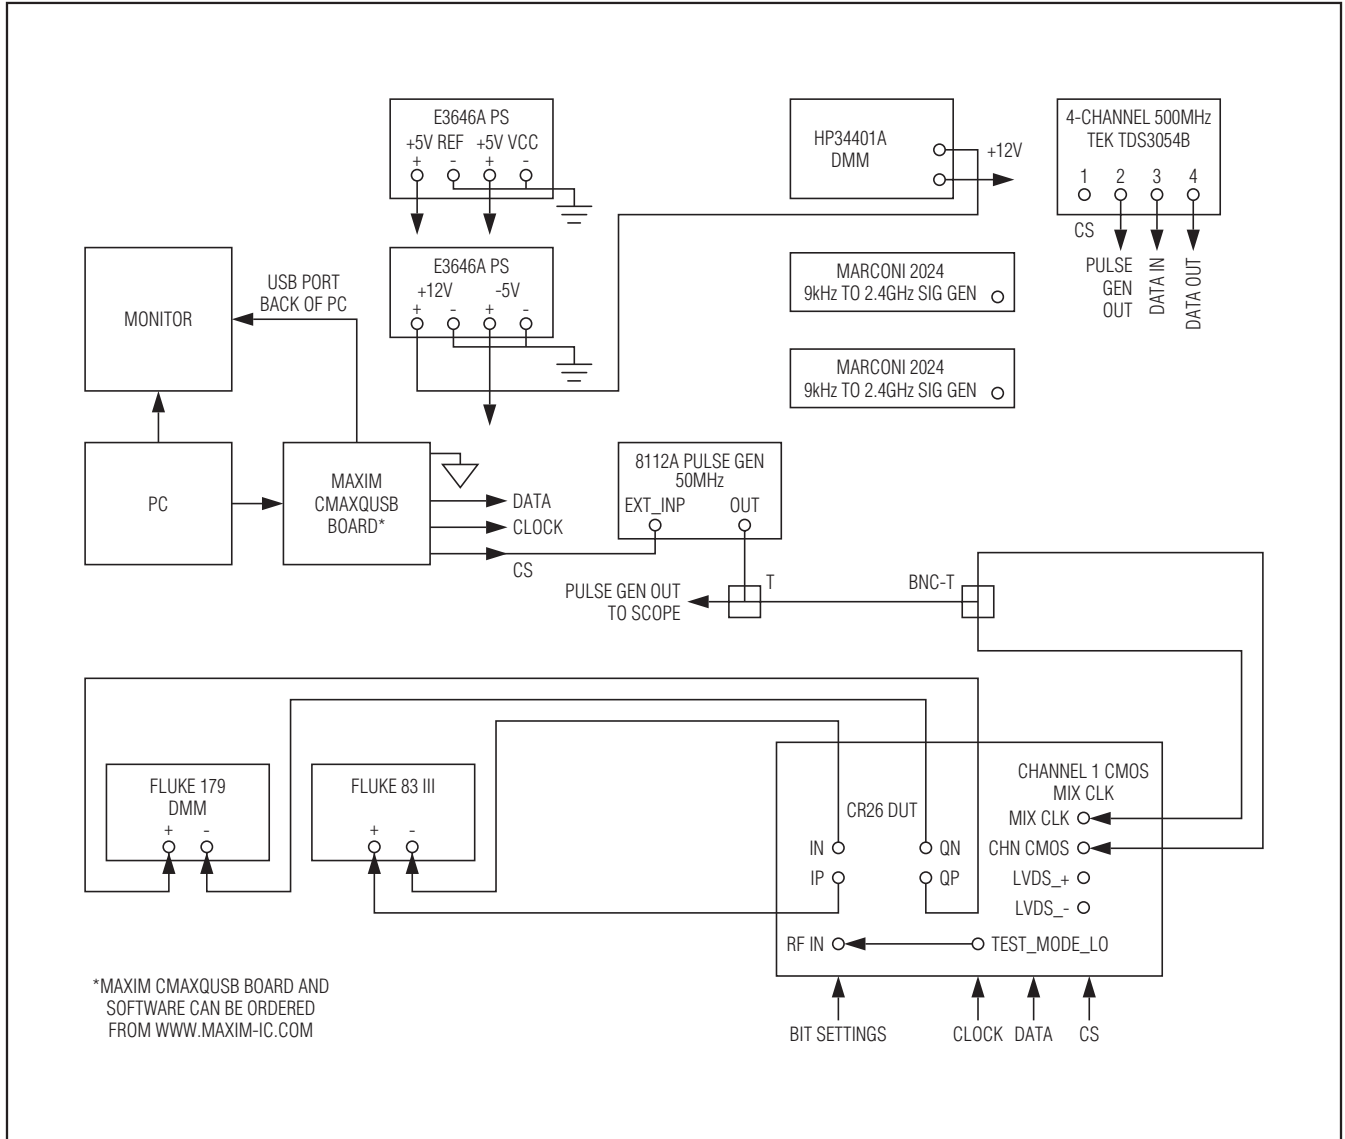 E3646A PS
+5V REF +5V VCC
+ - + -
HP34401A
DMM
+12V
4-CHANNEL 500MHz
TEK TDS3054B
1 2 3 4
CS
PULSE
GEN
OUT
DATA IN
DATA OUT
E3646A PS
+12V -5V
+ - + -
MARCONI 2024
9kHz TO 2.4GHz SIG GEN
MARCONI 2024
9kHz TO 2.4GHz SIG GEN
MONITOR
USB PORT
BACK OF PC
PC
MAXIM
CMAXQUSB
BOARD*
DATA
CLOCK
CS
8112A PULSE GEN
50MHz
EXT_INP OUT
PULSE GEN OUT
TO SCOPE
T
BNC-T
FLUKE 179
DMM
+ -
FLUKE 83 III
+ -
CHANNEL 1 CMOS
MIX CLK
CR26 DUT
MIX CLK
IN QN CHN CMOS
IP QP LVDS_+
LVDS_-
RF IN TEST_MODE_LO
BIT SETTINGS CLOCK DATA CS
*MAXIM CMAXQUSB BOARD AND
SOFTWARE CAN BE ORDERED
FROM WWW.MAXIM-IC.COM